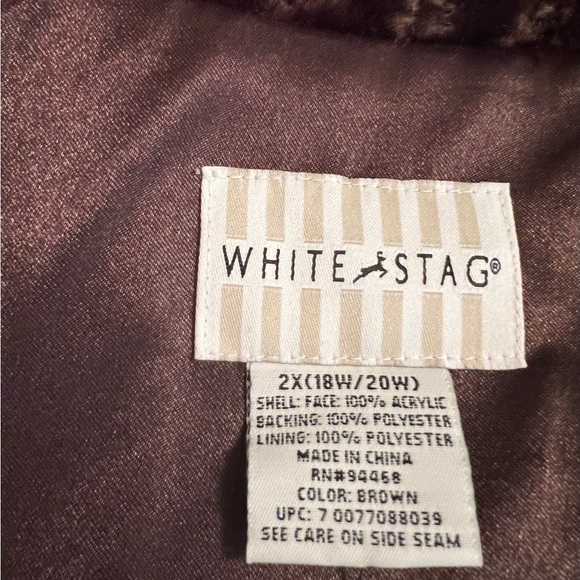 WHITE STAG®
2X(18W/20W)
SHELL: FACE: 100% ACRYLIC
BACKING: 100% POLYESTER
LINING: 100% POLYESTER
MADE IN CHINA
RN#94468
COLOR: BROWN
UPC: 7 0077088039
SEE CARE ON SIDE SEAM